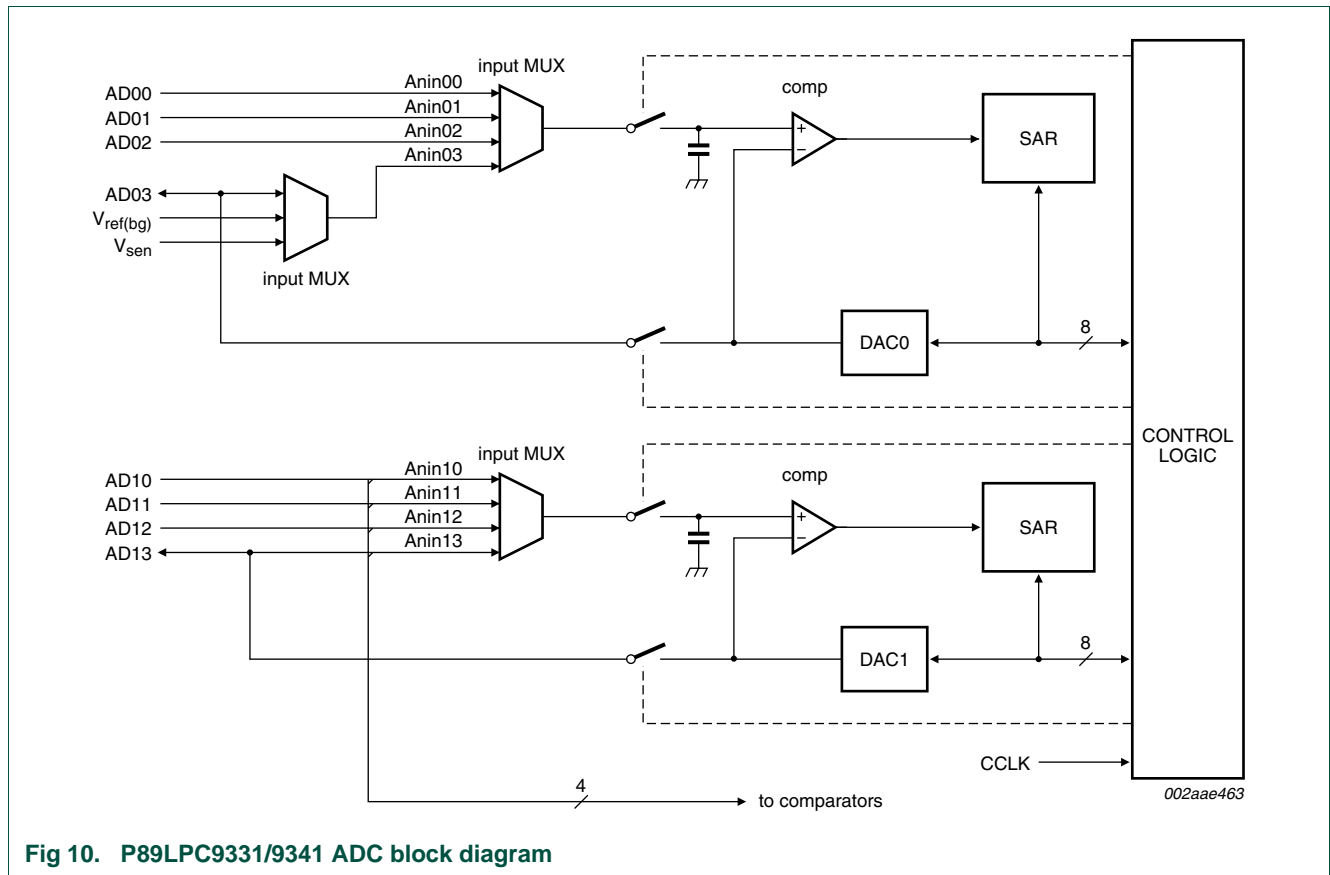 input MUX
AD00
Anin00
AD01
Anin01
AD02
Anin02
Anin03
AD03
Vref(bg)
Vsen
input MUX
comp
+
−
SAR
DAC0
8
CONTROL
LOGIC
input MUX
AD10
Anin10
AD11
Anin11
AD12
Anin12
AD13
Anin13
comp
+
−
SAR
DAC1
8
CCLK
4
to comparators
002aae463
Fig 10. P89LPC9331/9341 ADC block diagram